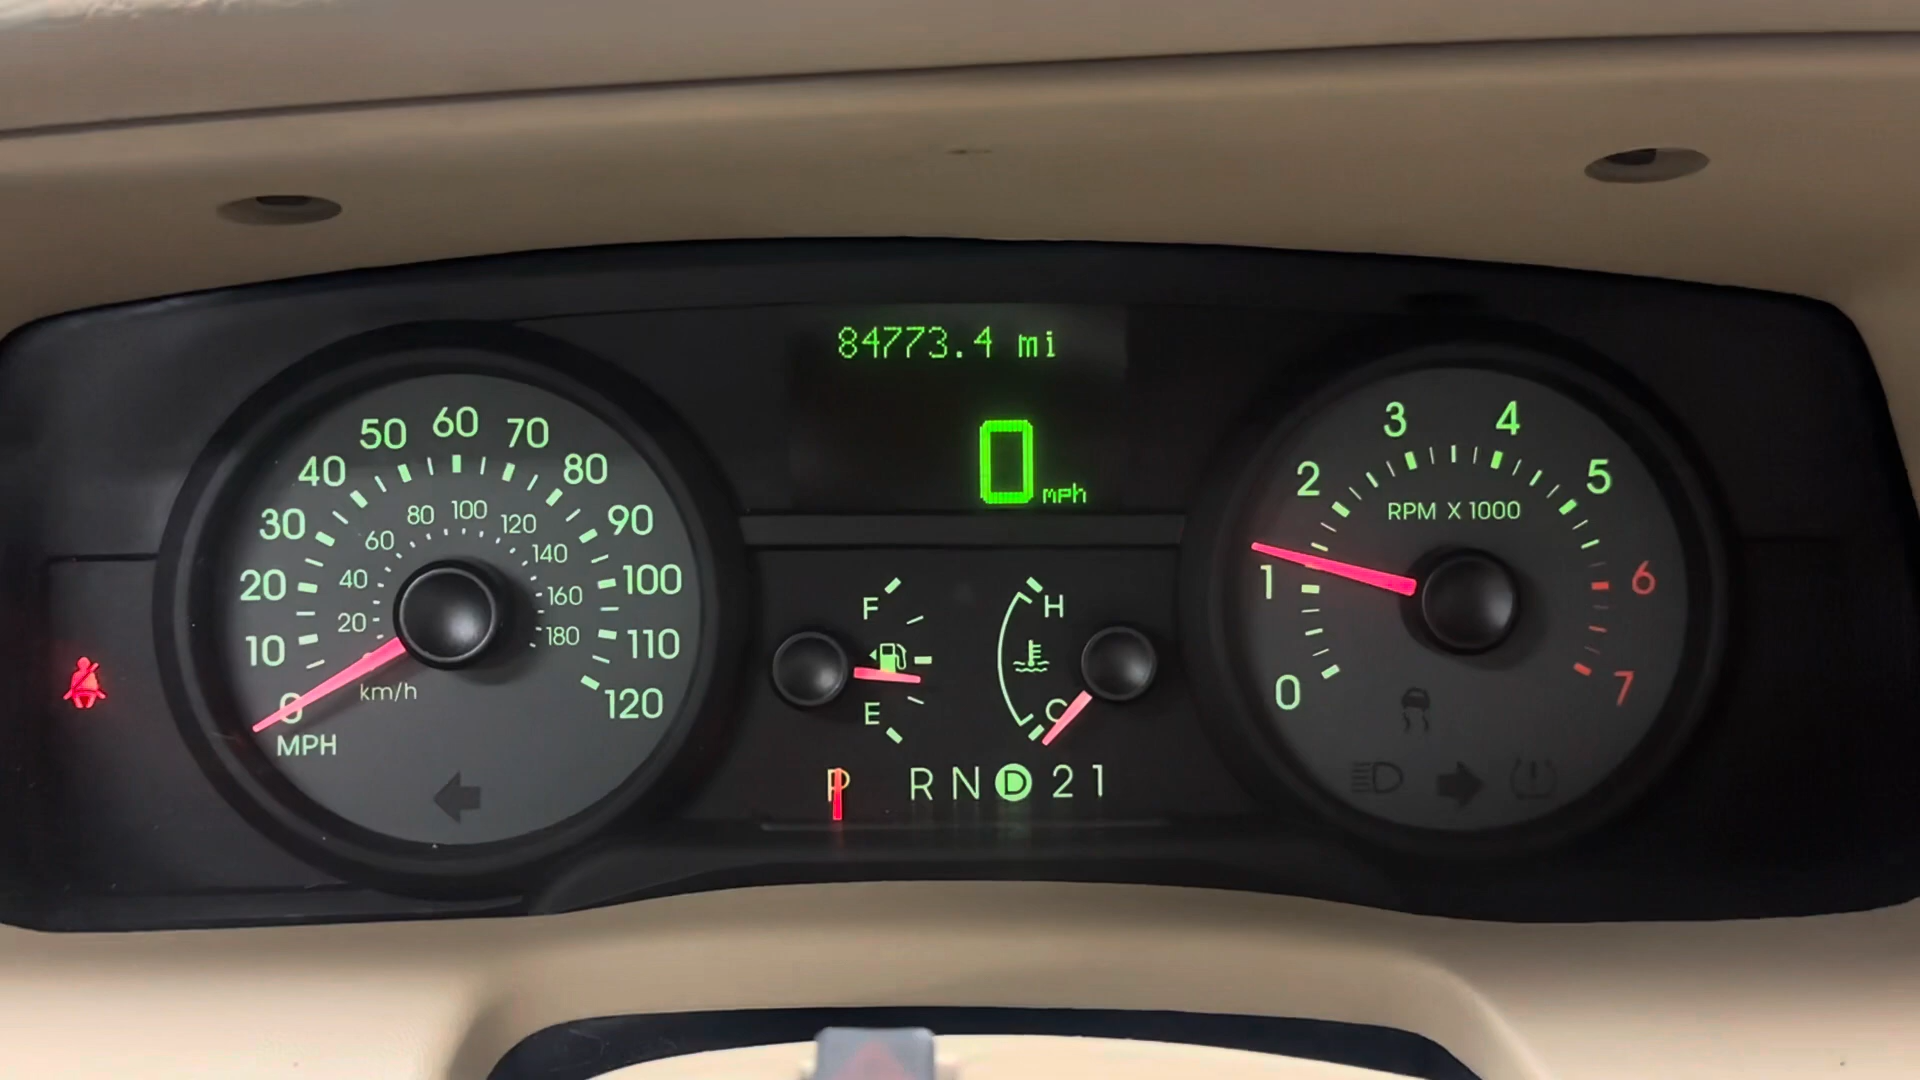 84773.4 mi
0 mph
0 10 20 30 40 50 60 70 80 90 100 110 120
20 40 60 80 100 120 140 160 180
km/h
MPH
F
E
H
C
P R N D 2 1
0 1 2 3 4 5 6 7
RPM X 1000